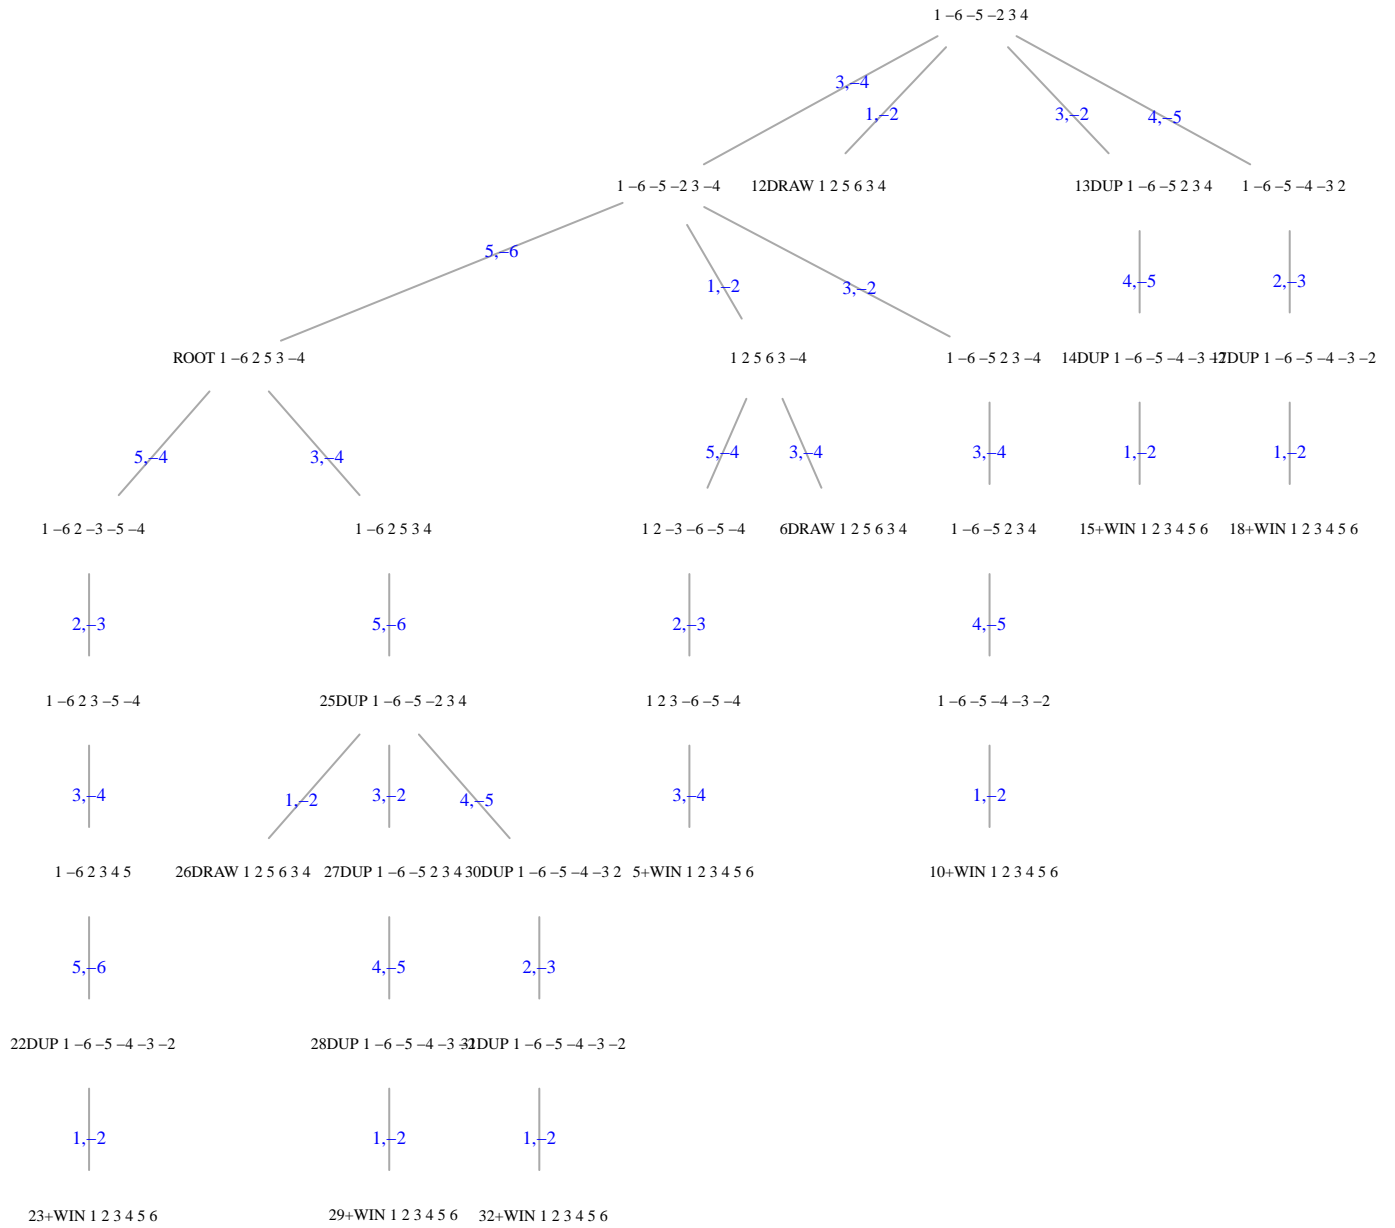 1 –6 –5 –2 3 4
3,–4
1,–2
3,–2
4,–5
1 –6 –5 –2 3 –4
12DRAW 1 2 5 6 3 4
13DUP 1 –6 –5 2 3 4
1 –6 –5 –4 –3 2
5,–6
1,–2
3,–2
4,–5
2,–3
ROOT 1 –6 2 5 3 –4
1 2 5 6 3 –4
1 –6 –5 2 3 –4
14DUP 1 –6 –5 –4 –3 –2
17DUP 1 –6 –5 –4 –3 –2
5,–4
3,–4
5,–4
3,–4
3,–4
1,–2
1,–2
1 –6 2 –3 –5 –4
1 –6 2 5 3 4
1 2 –3 –6 –5 –4
6DRAW 1 2 5 6 3 4
1 –6 –5 2 3 4
15+WIN 1 2 3 4 5 6
18+WIN 1 2 3 4 5 6
2,–3
5,–6
2,–3
4,–5
1 –6 2 3 –5 –4
25DUP 1 –6 –5 –2 3 4
1 2 3 –6 –5 –4
1 –6 –5 –4 –3 –2
3,–4
1,–2
3,–2
4,–5
3,–4
1,–2
1 –6 2 3 4 5
26DRAW 1 2 5 6 3 4
27DUP 1 –6 –5 2 3 4
30DUP 1 –6 –5 –4 –3 2
5+WIN 1 2 3 4 5 6
10+WIN 1 2 3 4 5 6
5,–6
4,–5
2,–3
22DUP 1 –6 –5 –4 –3 –2
28DUP 1 –6 –5 –4 –3 –2
31DUP 1 –6 –5 –4 –3 –2
1,–2
1,–2
1,–2
23+WIN 1 2 3 4 5 6
29+WIN 1 2 3 4 5 6
32+WIN 1 2 3 4 5 6